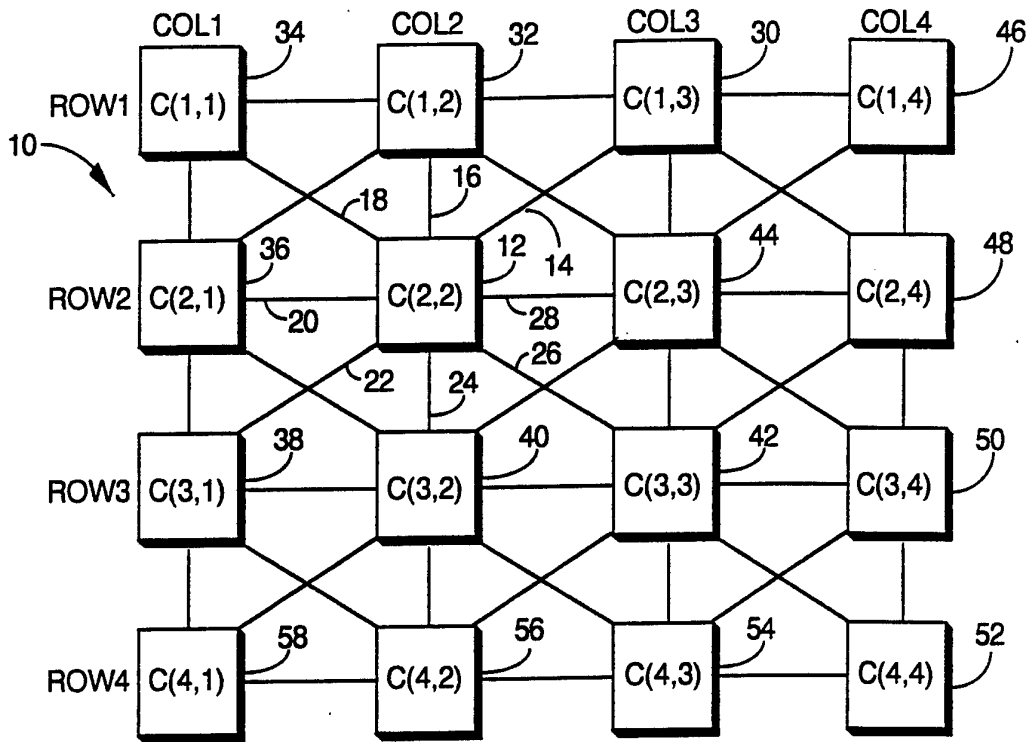 COL1 34 COL2 32 COL3 30 COL4 46
ROW1 C(1,1) C(1,2) C(1,3) C(1,4)
10
18 16 14
36 12 44 48
ROW2 C(2,1) C(2,2) C(2,3) C(2,4)
20 28
22 24 26
38 40 42 50
ROW3 C(3,1) C(3,2) C(3,3) C(3,4)
58 56 54 52
ROW4 C(4,1) C(4,2) C(4,3) C(4,4)